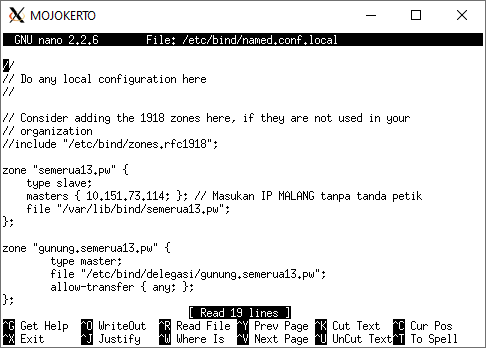 MOJOKERTO
GNU nano 2.2.6 File: /etc/bind/named.conf.local
//
// Do any local configuration here
//
// Consider adding the 1918 zones here, if they are not used in your
// organization
//include "/etc/bind/zones.rfc1918";
zone "semerua13.pw" {
    type slave;
    masters { 10.151.73.114; }; // Masukan IP MALANG tanpa tanda petik
    file "/var/lib/bind/semerua13.pw";
};
zone "gunung.semerua13.pw" {
        type master;
        file "/etc/bind/delegasi/gunung.semerua13.pw";
        allow-transfer { any; };
};
[ Read 19 lines ]
^G Get Help ^O WriteOut ^R Read File ^Y Prev Page ^K Cut Text ^C Cur Pos
^X Exit ^J Justify ^W Where Is ^V Next Page ^U UnCut Text ^T To Spell